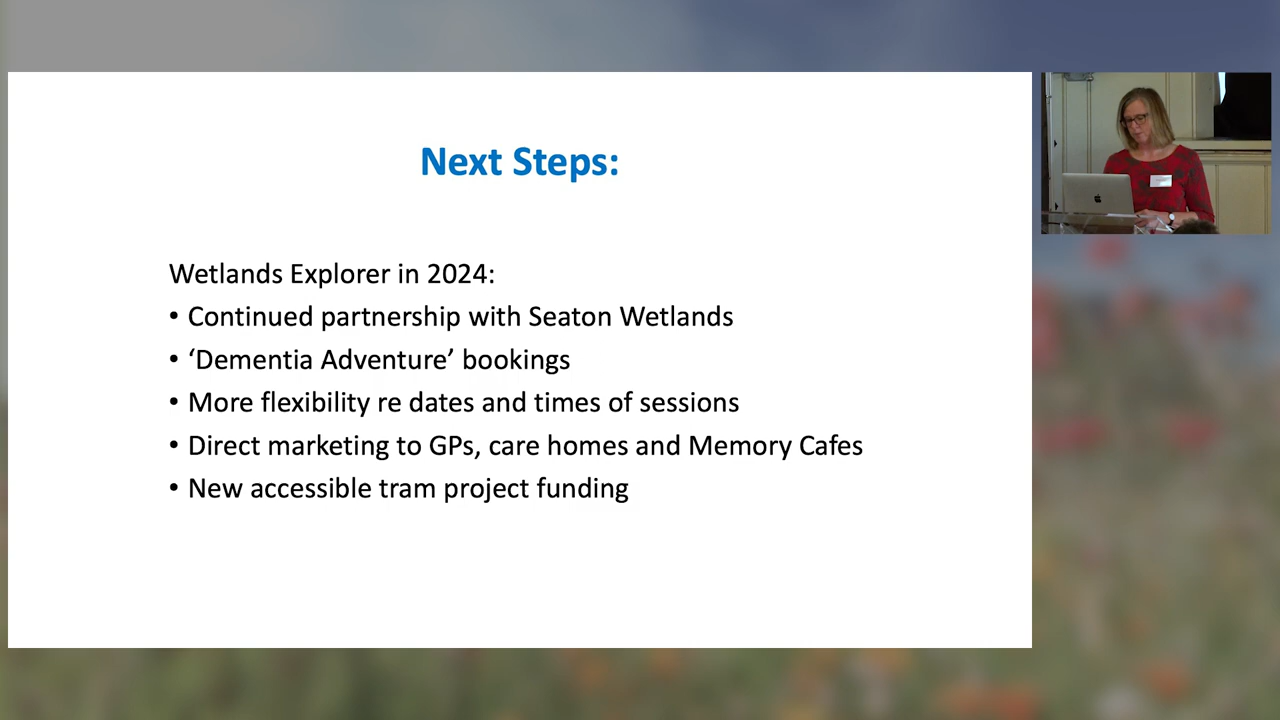 Next Steps:
Wetlands Explorer in 2024:
• Continued partnership with Seaton Wetlands
• ‘Dementia Adventure’ bookings
• More flexibility re dates and times of sessions
• Direct marketing to GPs, care homes and Memory Cafes
• New accessible tram project funding